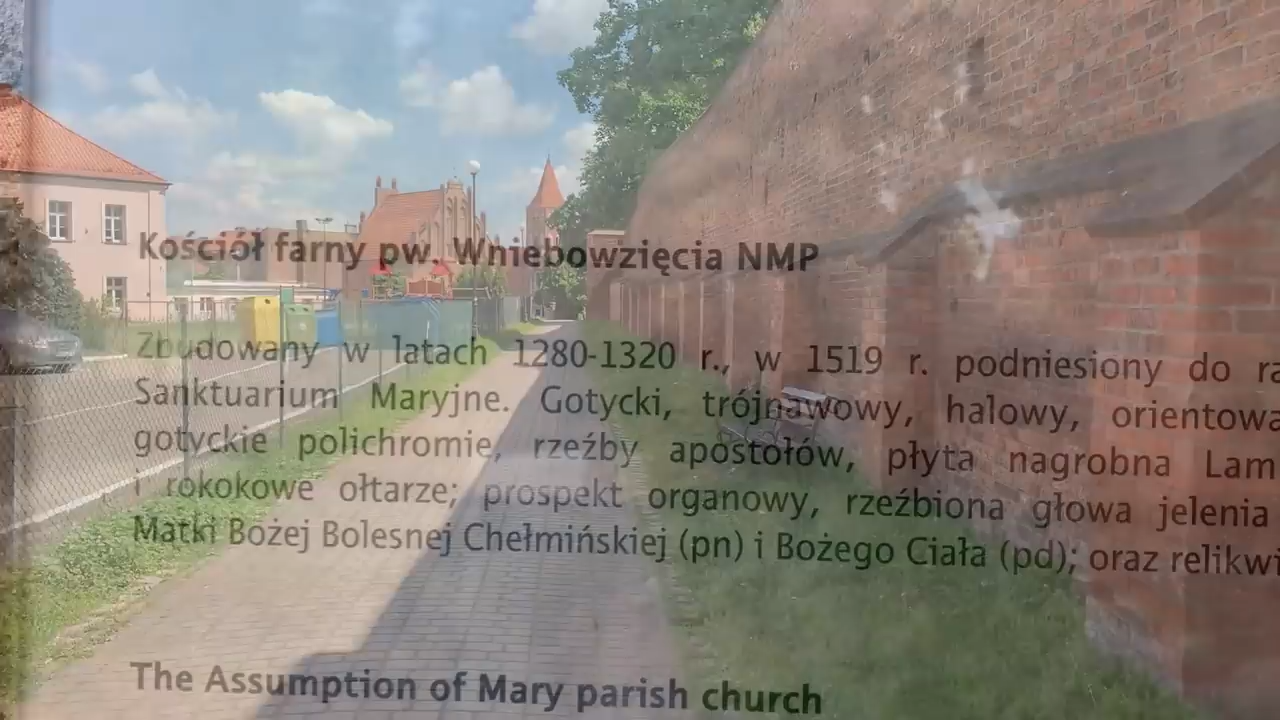 Kościół farny pw. Wniebowzięcia NMP
Zbudowany w latach 1280-1320 r., w 1519 r. podniesiony do
Sanktuarium Maryjne. Gotycki, trójnawowy, halowy,
gotyckie polichromie, rzeźby apostołów, płyta nagrobna
i rokokowe ołtarze; prospekt organowy, rzeźbiona głowa jelenia
Matki Bożej Bolesnej Chełmińskiej (pn) i Bożego Ciała (pd); oraz
The Assumption of Mary parish church